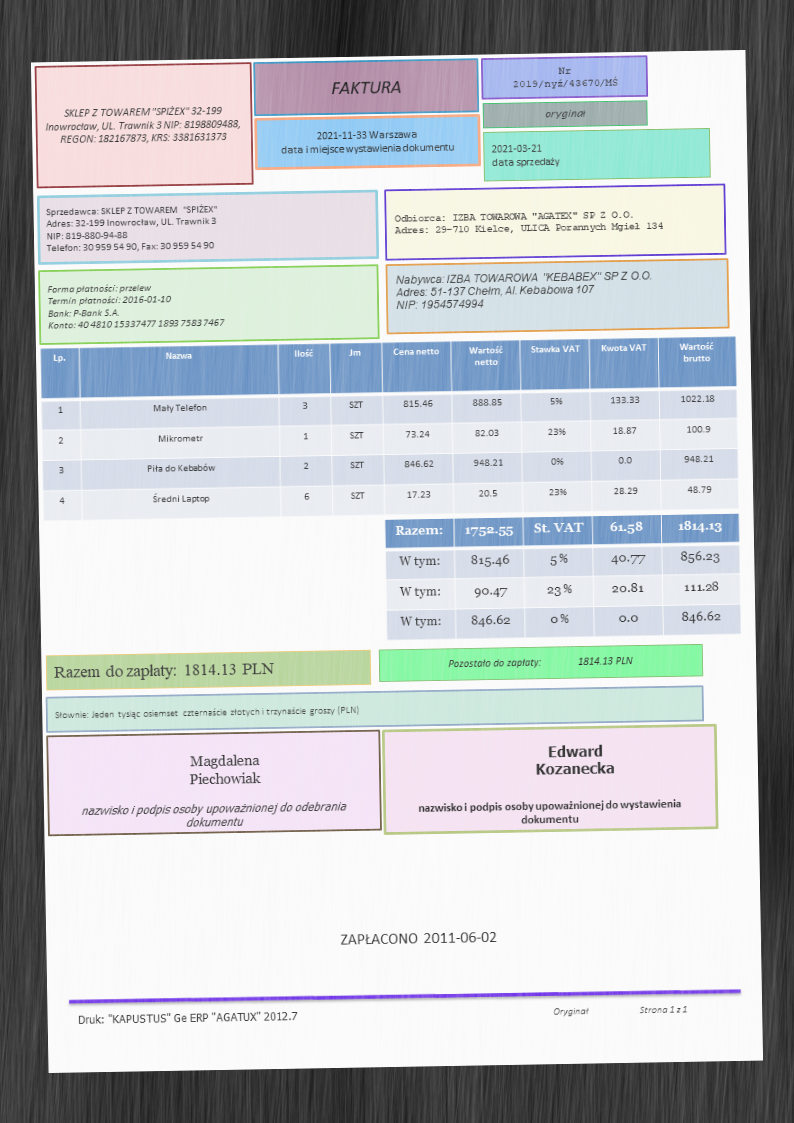 SKLEP Z TOWAREM "SPIŻEX" 32-199
Inowrocław, UL. Trawnik 3 NIP: 8198809488,
REGON: 182167873, KRS: 3381631373
FAKTURA
2021-11-33 Warszawa
data i miejsce wystawienia dokumentu
Nr
2019/nyż/43670/MŚ
oryginał
2021-03-21
data sprzedaży
Sprzedawca: SKLEP Z TOWAREM "SPIŻEX"
Adres: 32-199 Inowrocław, UL. Trawnik 3
NIP: 819-880-94-88
Telefon: 30 959 54 90, Fax: 30 959 54 90
Odbiorca: IZBA TOWAROWA "AGATEX" SP Z O.O.
Adres: 29-710 Kielce, ULICA Porannych Mgieł 134
Forma płatności: przelew
Termin płatności: 2016-01-10
Bank: P-Bank S.A.
Konto: 40 4810 1533 7477 1893 7583 7467
Nabywca: IZBA TOWAROWA "KEBABEX" SP Z O.O.
Adres: 51-137 Chełm, Al. Kebabowa 107
NIP: 1954574994
Lp. Nazwa Ilość Jm Cena netto Wartość netto Stawka VAT Kwota VAT Wartość brutto
1 Mały Telefon 3 SZT 815.46 888.85 5% 133.33 1022.18
2 Mikrometr 1 SZT 73.24 82.03 23% 18.87 100.9
3 Piła do Kebabów 2 SZT 846.62 948.21 0% 0.0 948.21
4 Średni Laptop 6 SZT 17.23 20.5 23% 28.29 48.79
Razem: 1752.55 St. VAT 61.58 1814.13
W tym: 815.46 5% 40.77 856.23
W tym: 90.47 23% 20.81 111.28
W tym: 846.62 0% 0.0 846.62
Razem do zapłaty: 1814.13 PLN
Pozostało do zapłaty: 1814.13 PLN
Słownie: Jeden tysiąc osiemset czternaście złotych i trzynaście groszy (PLN)
Magdalena
Piechowiak
nazwisko i podpis osoby upoważnionej do odebrania
dokumentu
Edward
Kozanecka
nazwisko i podpis osoby upoważnionej do wystawienia
dokumentu
ZAPŁACONO 2011-06-02
Druk: "KAPUSTUS" Ge ERP "AGATUX" 2012.7
Oryginał Strona 1 z 1